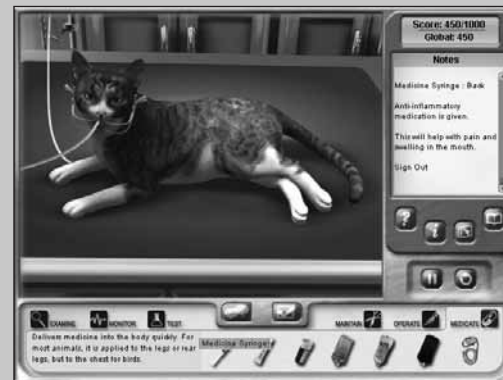 Score: 450/1000
Global: 450
Notes
Medicine Syringe : Back
Anti-inflammatory
medication is given.
This will help with pain and
swelling in the mouth.
Sign Out
EXAMINE
MONITOR
TEST
MAINTAIN
OPERATE
MEDICATE
Delivers medicine into the body quickly. For
most animals, it is applied to the legs or rear
legs, but to the chest for birds.
Medicine Syringe